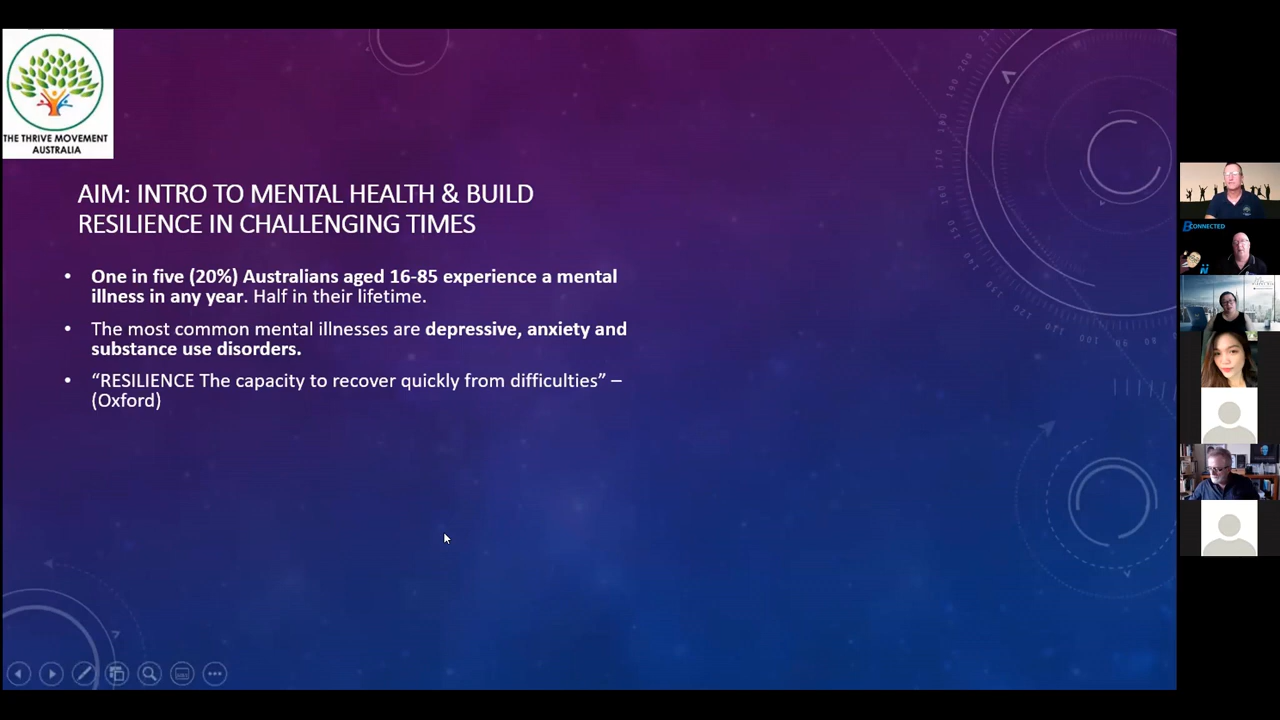 THE THRIVE MOVEMENT
AUSTRALIA
AIM: INTRO TO MENTAL HEALTH & BUILD
RESILIENCE IN CHALLENGING TIMES
• One in five (20%) Australians aged 16-85 experience a mental
illness in any year. Half in their lifetime.
• The most common mental illnesses are depressive, anxiety and
substance use disorders.
• “RESILIENCE The capacity to recover quickly from difficulties” –
(Oxford)
BCONNECTED